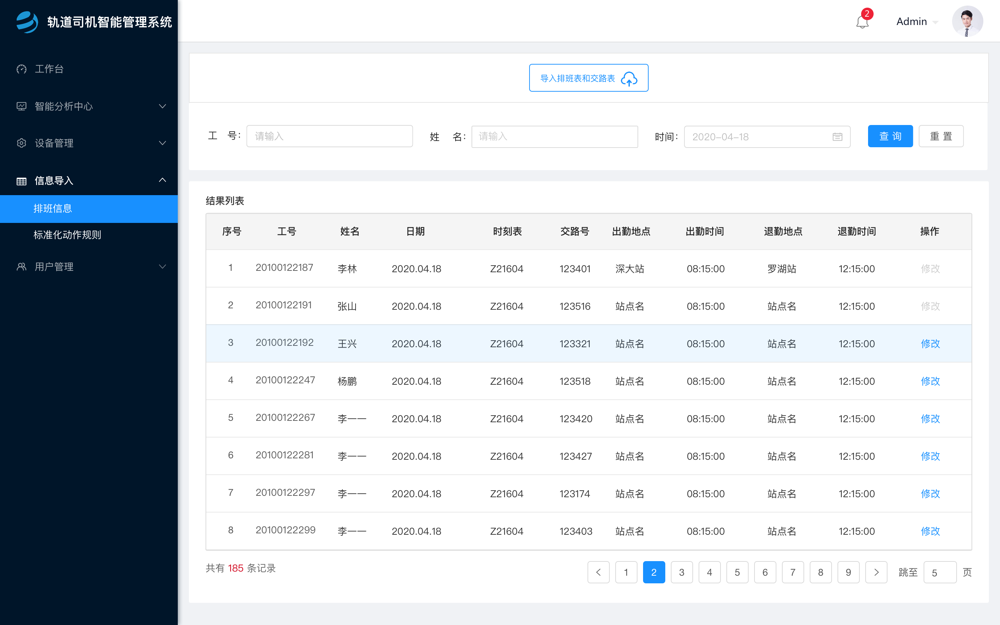 轨道司机智能管理系统
2
Admin
工作台
智能分析中心
设备管理
信息导入
排班信息
标准化动作规则
用户管理
导入排班表和交路表
工 号： 请输入 姓 名： 请输入 时间： 2020-04-18 查 询 重 置
结果列表
序号 工号 姓名 日期 时刻表 交路号 出勤地点 出勤时间 退勤地点 退勤时间 操作
1 20100122187 李林 2020.04.18 Z21604 123401 深大站 08:15:00 罗湖站 12:15:00 修改
2 20100122191 张山 2020.04.18 Z21604 123516 站点名 08:15:00 站点名 12:15:00 修改
3 20100122192 王兴 2020.04.18 Z21604 123321 站点名 08:15:00 站点名 12:15:00 修改
4 20100122247 杨鹏 2020.04.18 Z21604 123518 站点名 08:15:00 站点名 12:15:00 修改
5 20100122267 李一一 2020.04.18 Z21604 123420 站点名 08:15:00 站点名 12:15:00 修改
6 20100122281 李一一 2020.04.18 Z21604 123427 站点名 08:15:00 站点名 12:15:00 修改
7 20100122297 李一一 2020.04.18 Z21604 123174 站点名 08:15:00 站点名 12:15:00 修改
8 20100122299 李一一 2020.04.18 Z21604 123403 站点名 08:15:00 站点名 12:15:00 修改
共有 185 条记录
1 2 3 4 5 6 7 8 9 跳至 5 页